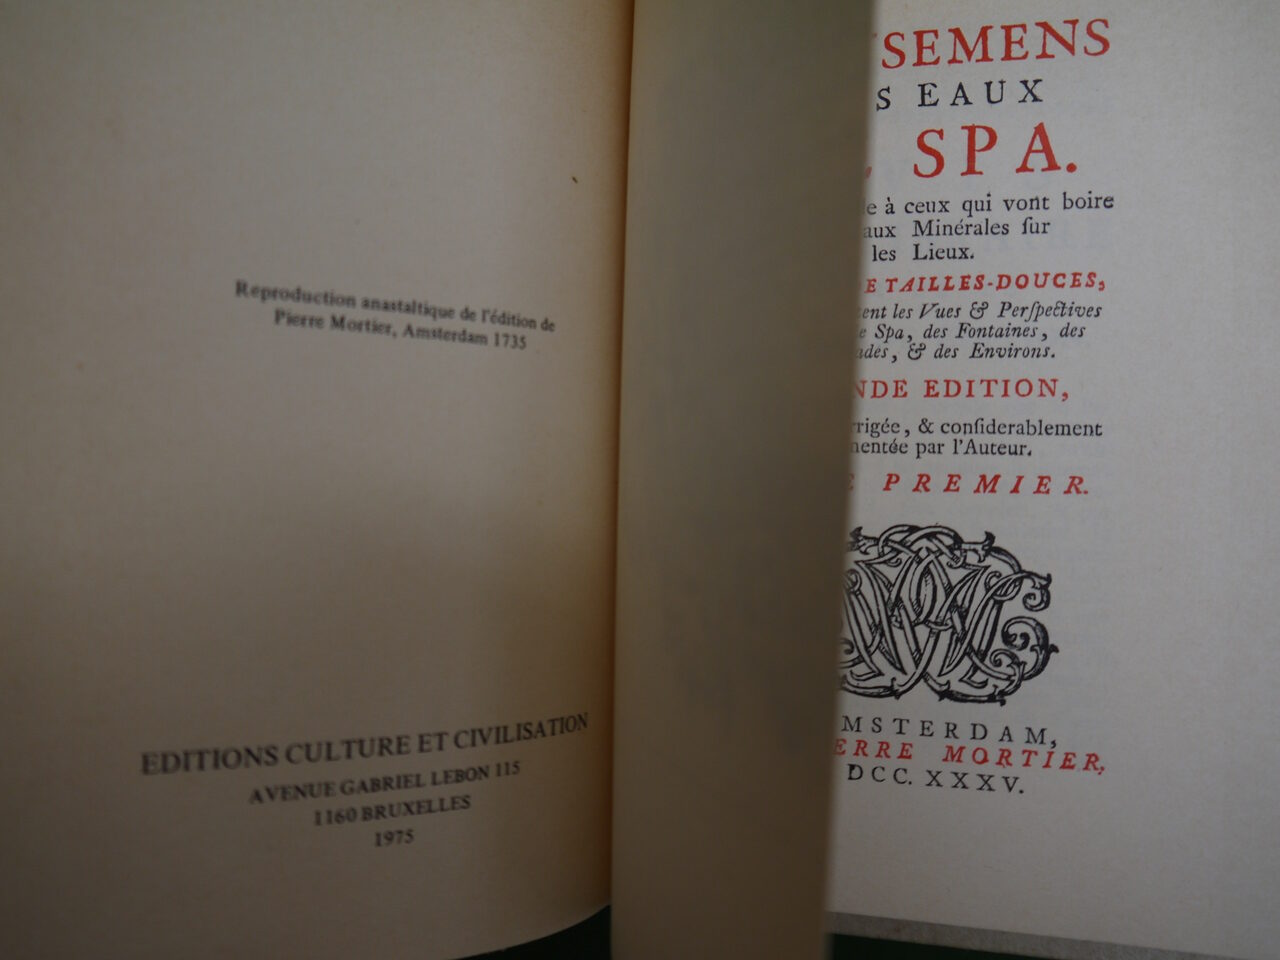 Reproduction anastaltique de l'édition de
Pierre Mortier, Amsterdam 1735
EDITIONS CULTURE ET CIVILISATION
AVENUE GABRIEL LEBON 115
1160 BRUXELLES
1975
SEMENS
S EAUX
SPA.
e à ceux qui vont boire
aux Minérales ſur
les Lieux.
E TAILLES-DOUCES,
ent les Vues & Perſpectives
e Spa, des Fontaines, des
ades, & des Environs.
NDE EDITION,
rrigée, & conſiderablement
mentée par l'Auteur.
E PREMIER.
MSTERDAM,
ERRE MORTIER,
DCC. XXXV.